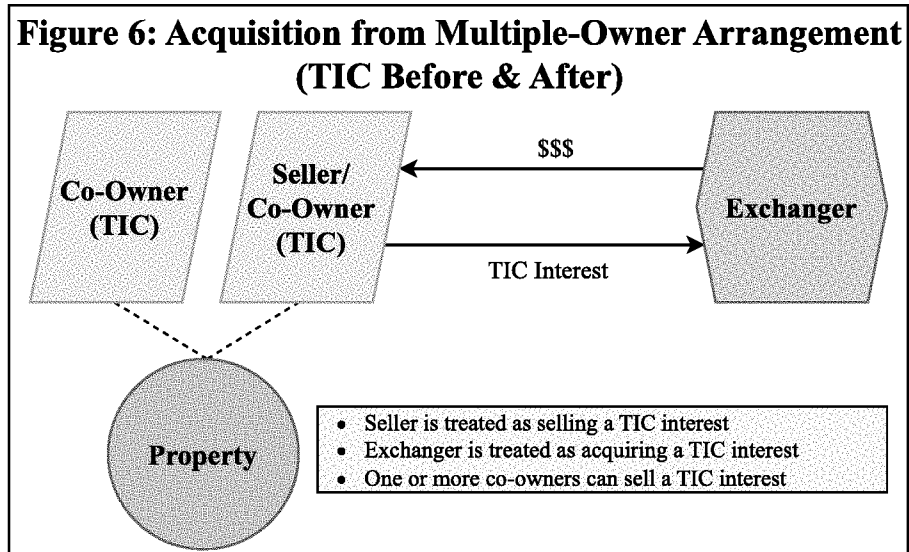 Figure 6: Acquisition from Multiple-Owner Arrangement
(TIC Before & After)
Co-Owner
(TIC)
Seller/
Co-Owner
(TIC)
$$$
TIC Interest
Exchanger
Property
• Seller is treated as selling a TIC interest
• Exchanger is treated as acquiring a TIC interest
• One or more co-owners can sell a TIC interest